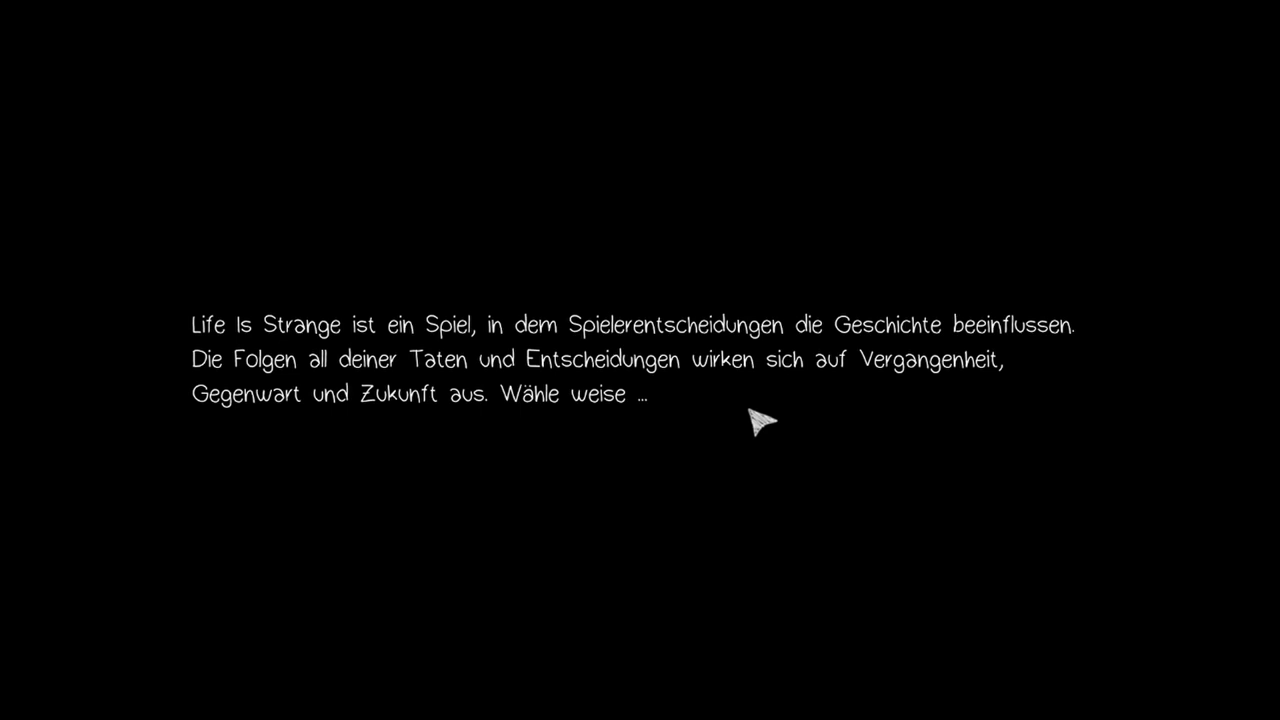 Life Is Strange ist ein Spiel, in dem Spielerentscheidungen die Geschichte beeinflussen.
Die Folgen all deiner Taten und Entscheidungen wirken sich auf Vergangenheit,
Gegenwart und Zukunft aus. Wähle weise ...